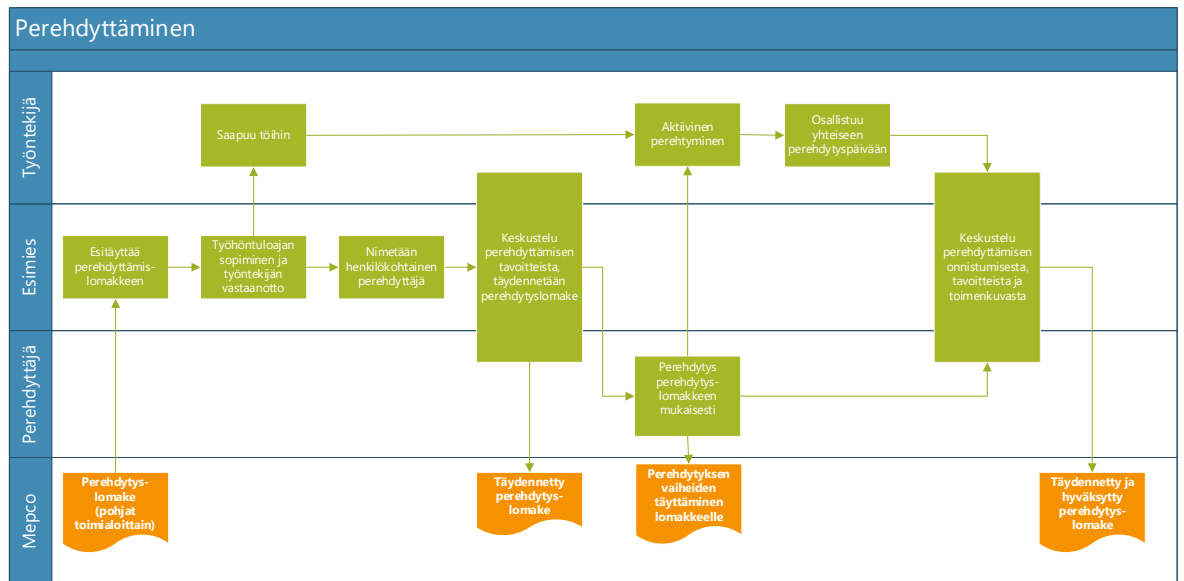 Perehdyttäminen
Työntekijä
Saapuu töihin
Aktiivinen
perehtyminen
Osallistuu
yhteiseen
perehdytyspäivään
Esimies
Esitäyttää
perehdyttämis-
lomakkeen
Työhöntuloajan
sopiminen ja
työntekijän
vastaanotto
Nimetään
henkilökohtainen
perehdyttäjä
Keskustelu
perehdyttämisen
tavoitteista,
täydennetään
perehdytyslomake
Keskustelu
perehdyttämisen
onnistumisesta,
tavoitteista ja
toimenkuvasta
Perehdyttäjä
Perehdytys
perehdytys-
lomakkeen
mukaisesti
Mepco
Perehdytys-
lomake
(pohjat
toimialoittain)
Täydennetty
perehdytys-
lomake
Perehdytyksen
vaiheiden
täyttäminen
lomakkeelle
Täydennetty ja
hyväksytty
perehdytys-
lomake